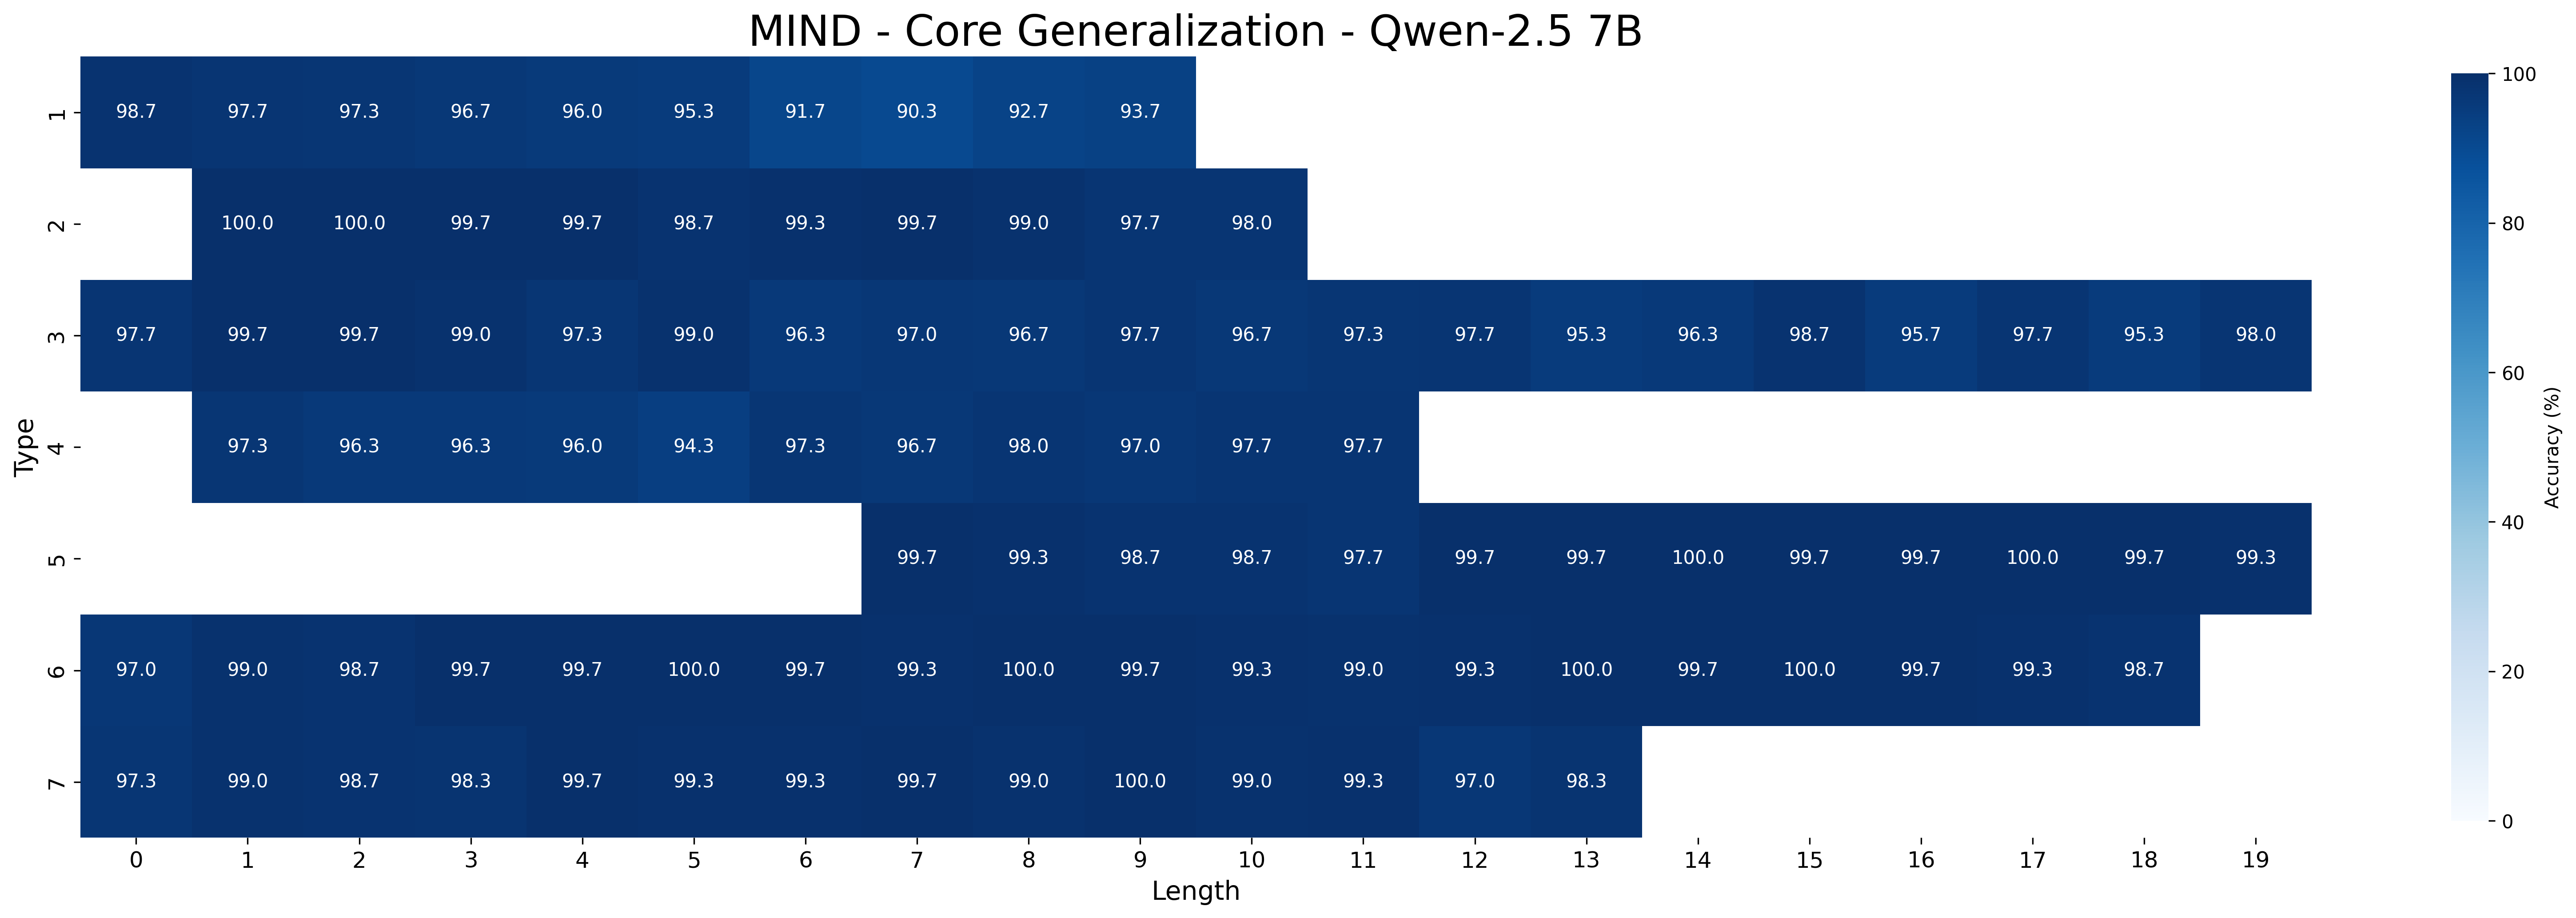 MIND - Core Generalization - Qwen-2.5 7B
1 98.7 97.7 97.3 96.7 96.0 95.3 91.7 90.3 92.7 93.7
2 100.0 100.0 99.7 99.7 98.7 99.3 99.7 99.0 97.7 98.0
3 97.7 99.7 99.7 99.0 97.3 99.0 96.3 97.0 96.7 97.7 96.7 97.3 97.7 95.3 96.3 98.7 95.7 97.7 95.3 98.0
4 97.3 96.3 96.3 96.0 94.3 97.3 96.7 98.0 97.0 97.7 97.7
5 99.7 99.3 98.7 98.7 97.7 99.7 99.7 100.0 99.7 99.7 100.0 99.7 99.3
6 97.0 99.0 98.7 99.7 99.7 100.0 99.7 99.3 100.0 99.7 99.3 99.0 99.3 100.0 99.7 100.0 99.7 99.3 98.7
7 97.3 99.0 98.7 98.3 99.7 99.3 99.3 99.7 99.0 100.0 99.0 99.3 97.0 98.3
0 1 2 3 4 5 6 7 8 9 10 11 12 13 14 15 16 17 18 19
Length
Type
100
80
60
40
20
0
Accuracy (%)